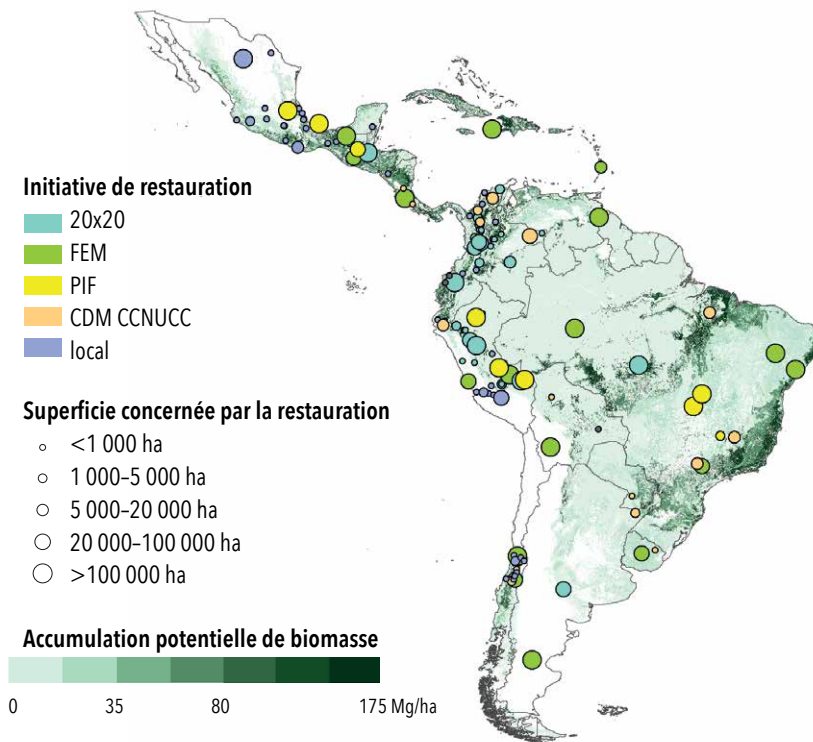 Initiative de restauration
20x20
FEM
PIF
CDM CCNUCC
local
Superficie concernée par la restauration
<1 000 ha
1 000–5 000 ha
5 000–20 000 ha
20 000–100 000 ha
>100 000 ha
Accumulation potentielle de biomasse
0 35 80 175 Mg/ha